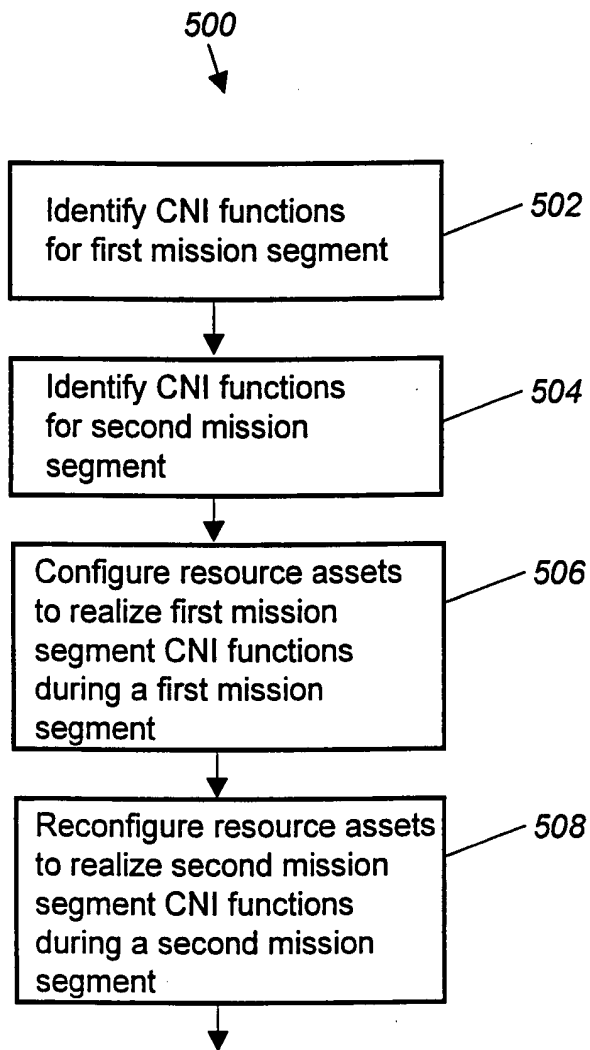 500
Identify CNI functions
for first mission segment
502
Identify CNI functions
for second mission
segment
504
Configure resource assets
to realize first mission
segment CNI functions
during a first mission
segment
506
Reconfigure resource assets
to realize second mission
segment CNI functions
during a second mission
segment
508